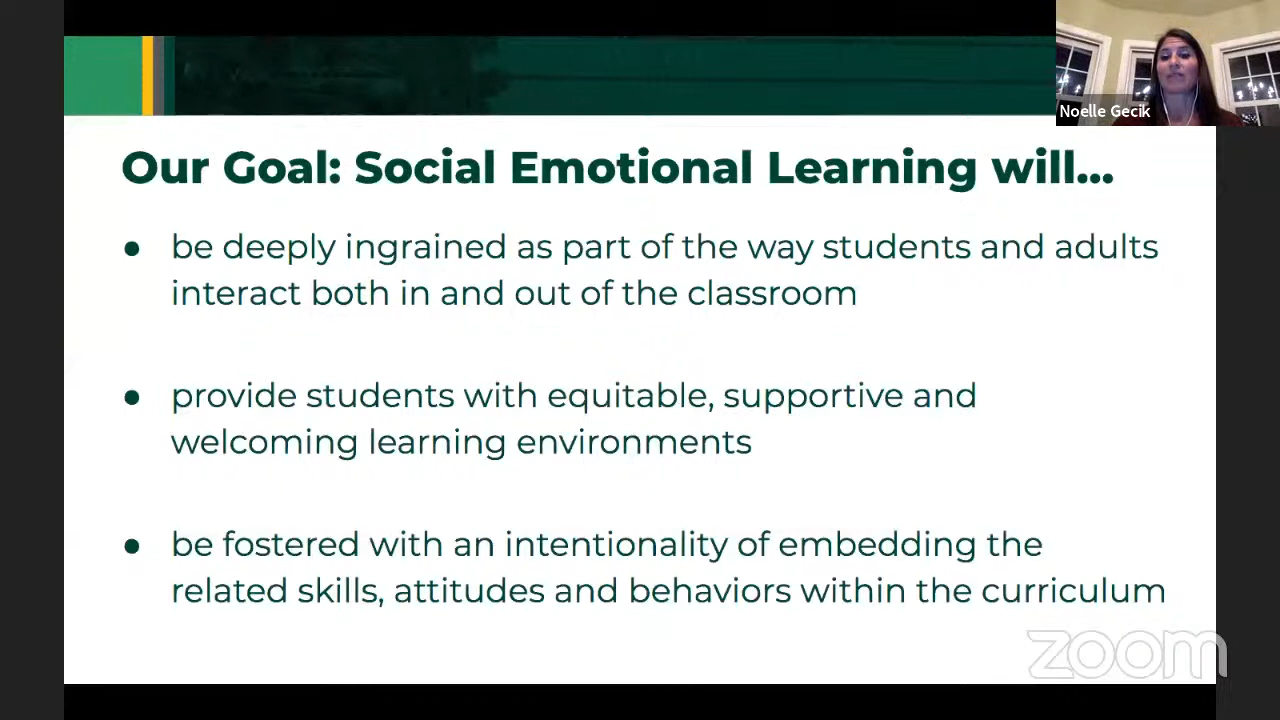 Noelle Gecik
Our Goal: Social Emotional Learning will...
● be deeply ingrained as part of the way students and adults
interact both in and out of the classroom
● provide students with equitable, supportive and
welcoming learning environments
● be fostered with an intentionality of embedding the
related skills, attitudes and behaviors within the curriculum
zoom